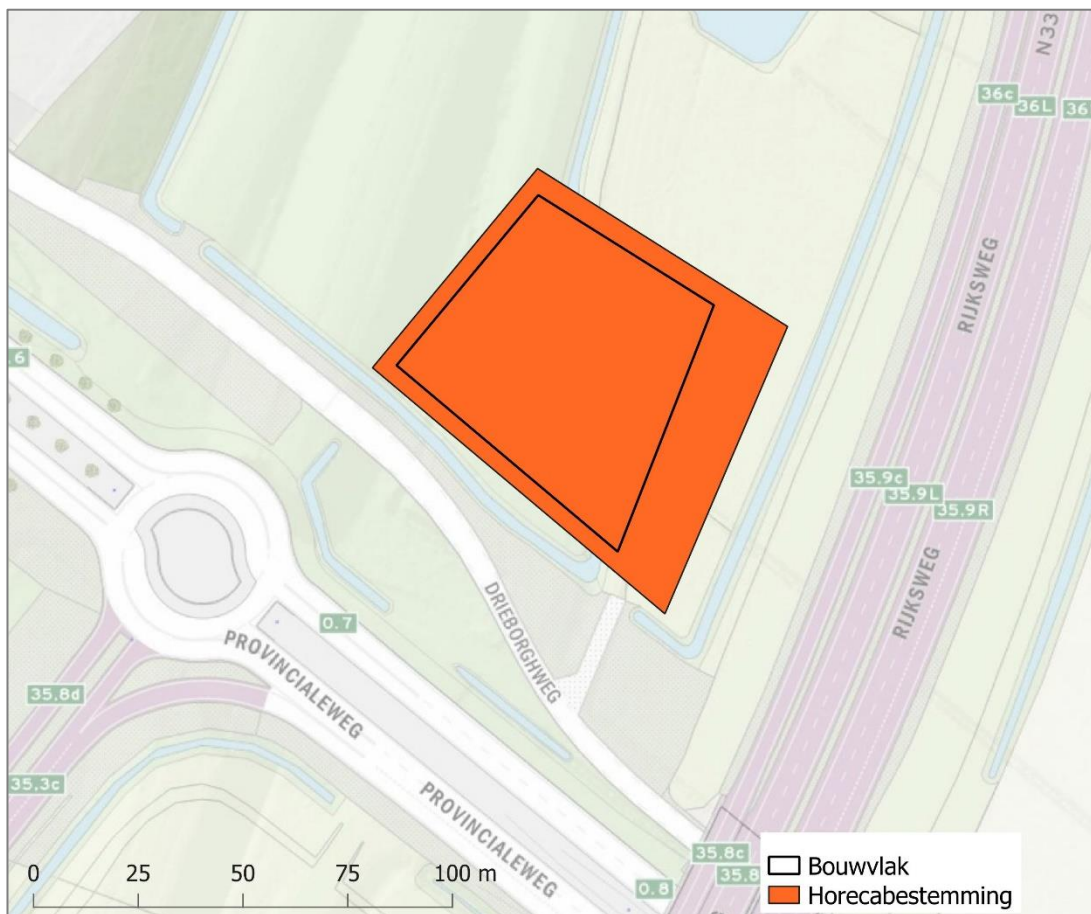 N33
36c
36L
36
RIJKSWEG
.6
35.9c
35.9L
35.9R
RIJKSWEG
DRIEBORGHWEG
0.7
PROVINCIALEWEG
35.8d
35.3c
PROVINCIALEWEG
35.8c
35.8
0.8
0 25 50 75 100 m
Bouwvlak
Horecabestemming